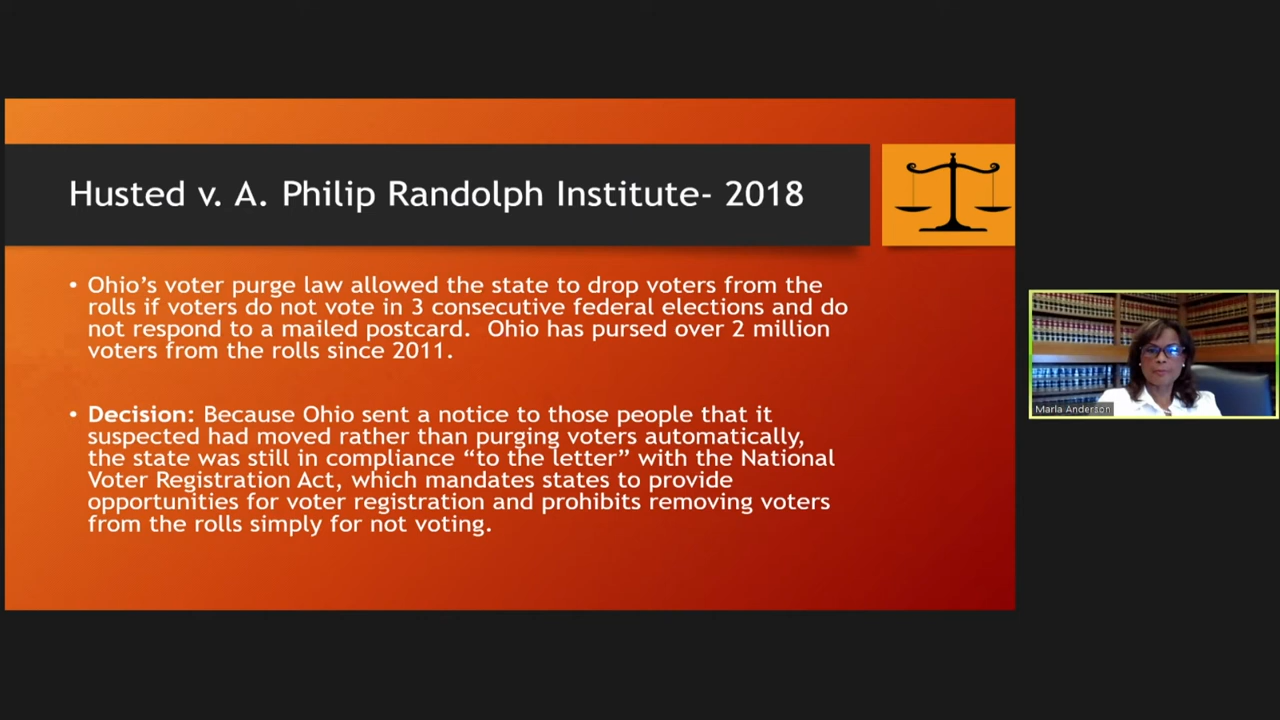 Husted v. A. Philip Randolph Institute- 2018
• Ohio’s voter purge law allowed the state to drop voters from the
rolls if voters do not vote in 3 consecutive federal elections and do
not respond to a mailed postcard.  Ohio has pursed over 2 million
voters from the rolls since 2011.
• Decision: Because Ohio sent a notice to those people that it
suspected had moved rather than purging voters automatically,
the state was still in compliance “to the letter” with the National
Voter Registration Act, which mandates states to provide
opportunities for voter registration and prohibits removing voters
from the rolls simply for not voting.
Marla Anderson